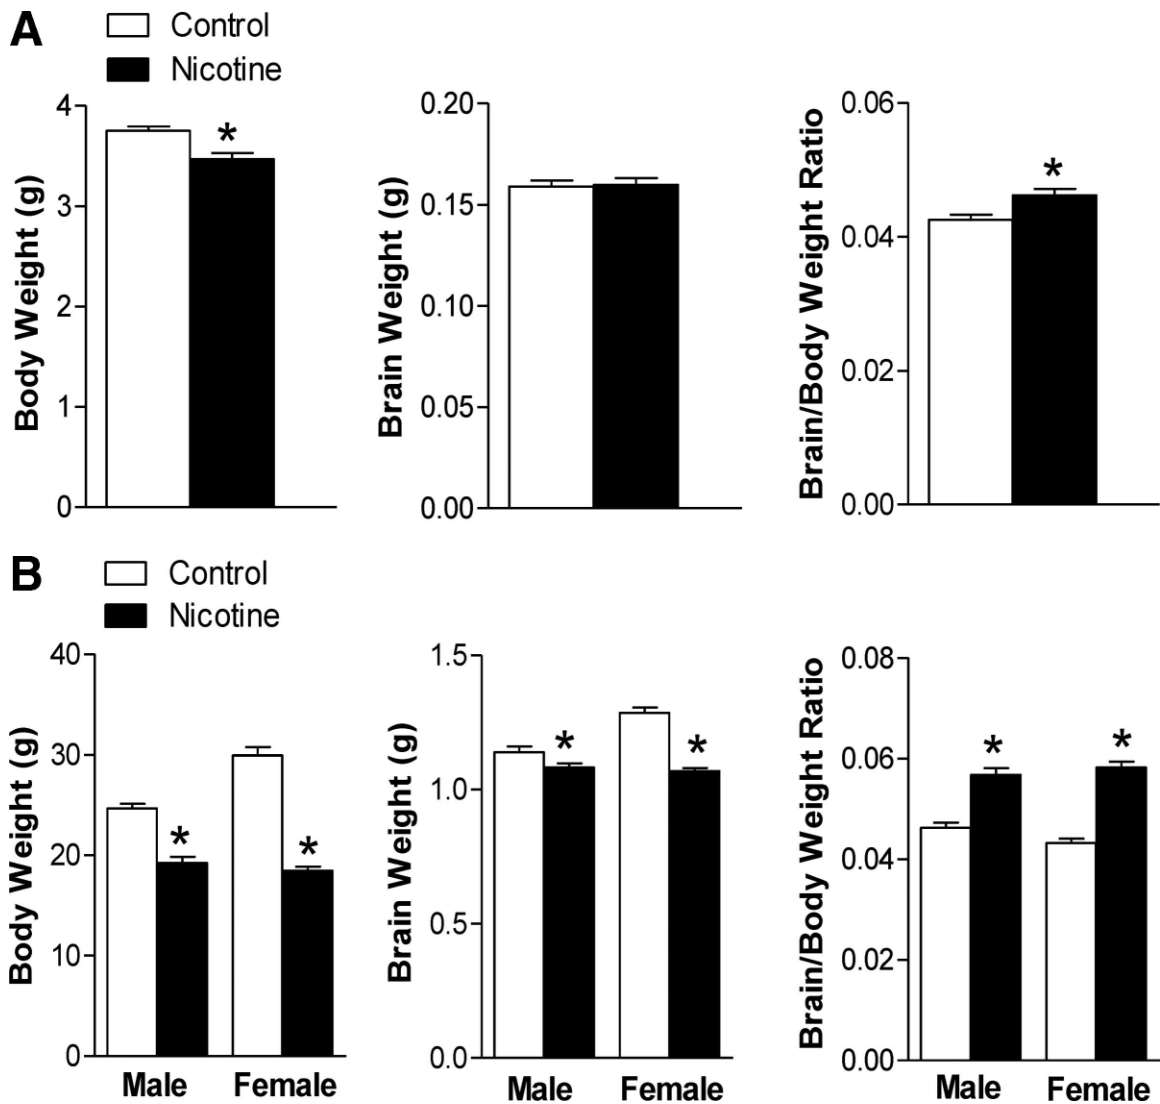 A
Control
Nicotine
Body Weight (g)
4
3
2
1
0
*
Brain Weight (g)
0.20
0.15
0.10
0.05
0.00
Brain/Body Weight Ratio
0.06
0.04
0.02
0.00
*
B
Control
Nicotine
Body Weight (g)
40
30
20
10
0
*
*
Male Female
Brain Weight (g)
1.5
1.0
0.5
0.0
*
*
Male Female
Brain/Body Weight Ratio
0.08
0.06
0.04
0.02
0.00
*
*
Male Female